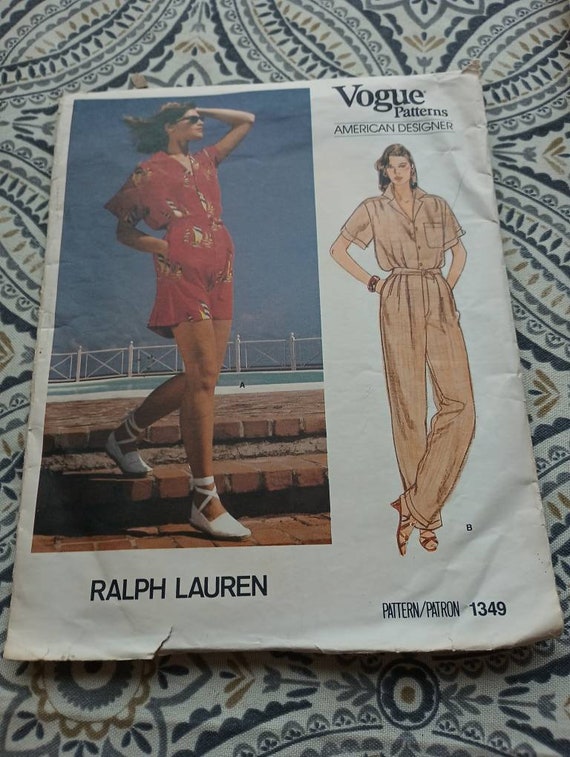 Vogue®
Patterns
AMERICAN DESIGNER
A
B
RALPH LAUREN
PATTERN/PATRON 1349